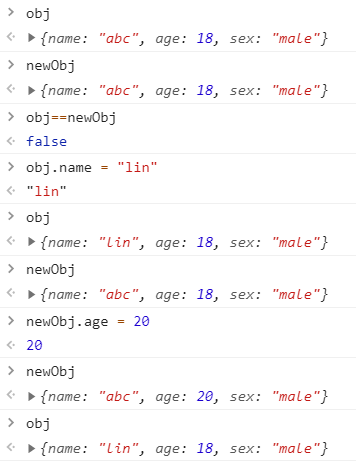 obj
{name: "abc", age: 18, sex: "male"}
newObj
{name: "abc", age: 18, sex: "male"}
obj==newObj
false
obj.name = "lin"
"lin"
obj
{name: "lin", age: 18, sex: "male"}
newObj
{name: "abc", age: 18, sex: "male"}
newObj.age = 20
20
newObj
{name: "abc", age: 20, sex: "male"}
obj
{name: "lin", age: 18, sex: "male"}